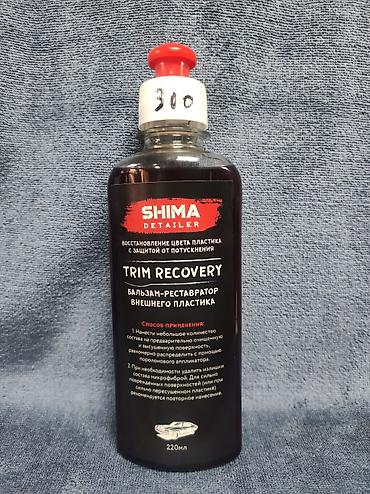 300
SHIMA
DETAILER
ВОССТАНОВЛЕНИЕ ЦВЕТА ПЛАСТИКА
С ЗАЩИТОЙ ОТ ПОТУСКНЕНИЯ
TRIM RECOVERY
БАЛЬЗАМ-РЕСТАВРАТОР
ВНЕШНЕГО ПЛАСТИКА
СПОСОБ ПРИМЕНЕНИЯ:
1. Нанести небольшое количество
состава на предварительно очищенную
и высушенную поверхность,
равномерно распределить с помощью
поролонового аппликатора.
2. При необходимости удалить излишки
состава микрофиброй. Для сильно
поврежденных поверхностей (или при
сильно пересушенном пластике)
рекомендуется повторное нанесение.
220мл